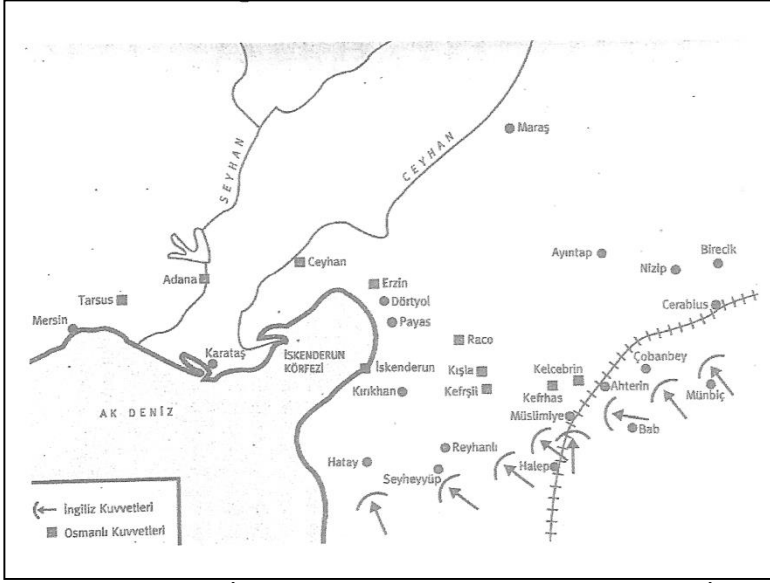 Maraş
SEYHAN
CEYHAN
Ayıntap
Birecik
Nizip
Ceyhan
Adana
Erzin
Tarsus
Dörtyol
Cerabius
Mersin
Payas
Raco
Karataş
İSKENDERUN
KÖRFEZİ
İskenderun
Kışla
Kelcebrin
Çobanbey
Kırıkhan
Kefrşii
Kefrhas
Ahterin
Münbiç
AK DENİZ
Müslimiye
Bab
Reyhanlı
Hatay
Halep
Seyheyyüp
İngiliz Kuvvetleri
Osmanlı Kuvvetleri